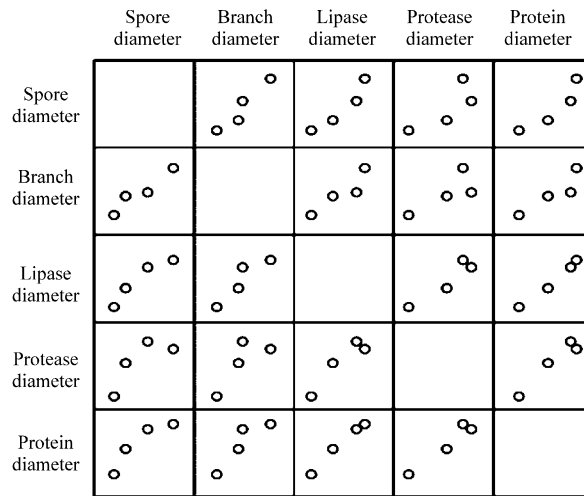 Spore Branch Lipase Protease Protein
diameter diameter diameter diameter diameter
Spore
diameter
Branch
diameter
Lipase
diameter
Protease
diameter
Protein
diameter